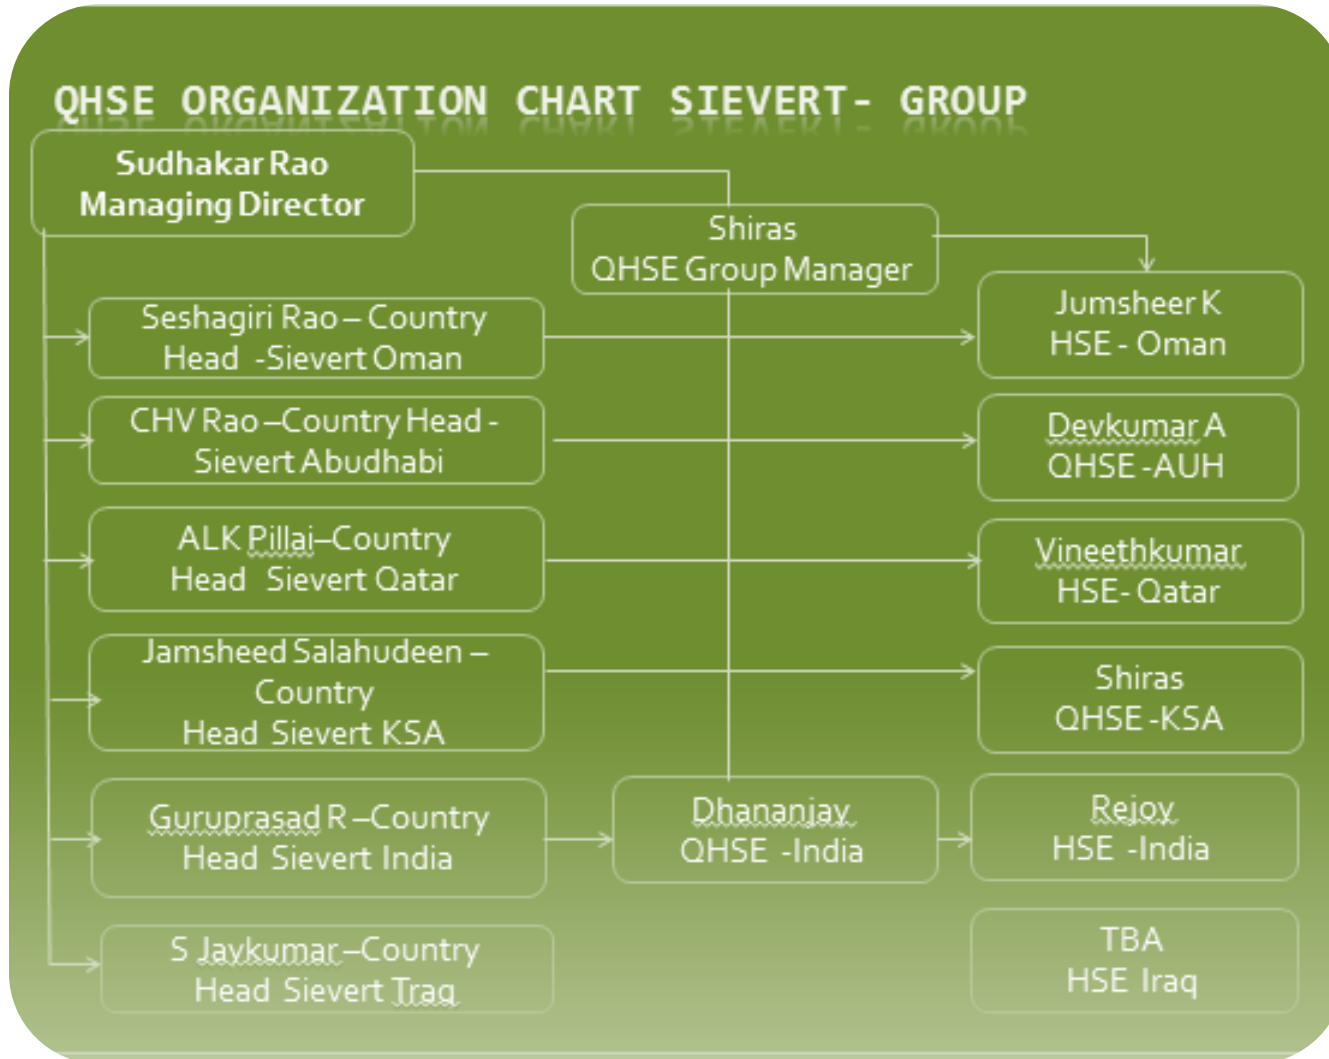 QHSE ORGANIZATION CHART SIEVERT- GROUP
Sudhakar Rao
Managing Director
Shiras
QHSE Group Manager
Seshagiri Rao – Country
Head -Sievert Oman
Jumsheer K
HSE - Oman
CHV Rao –Country Head -
Sievert Abudhabi
Devkumar A
QHSE -AUH
ALK Pillai–Country
Head Sievert Qatar
Vineethkumar
HSE- Qatar
Jamsheed Salahudeen –
Country
Head Sievert KSA
Shiras
QHSE -KSA
Guruprasad R –Country
Head Sievert India
Dhananjay
QHSE -India
Rejoy
HSE -India
S Jaykumar –Country
Head Sievert Traq
TBA
HSE Iraq